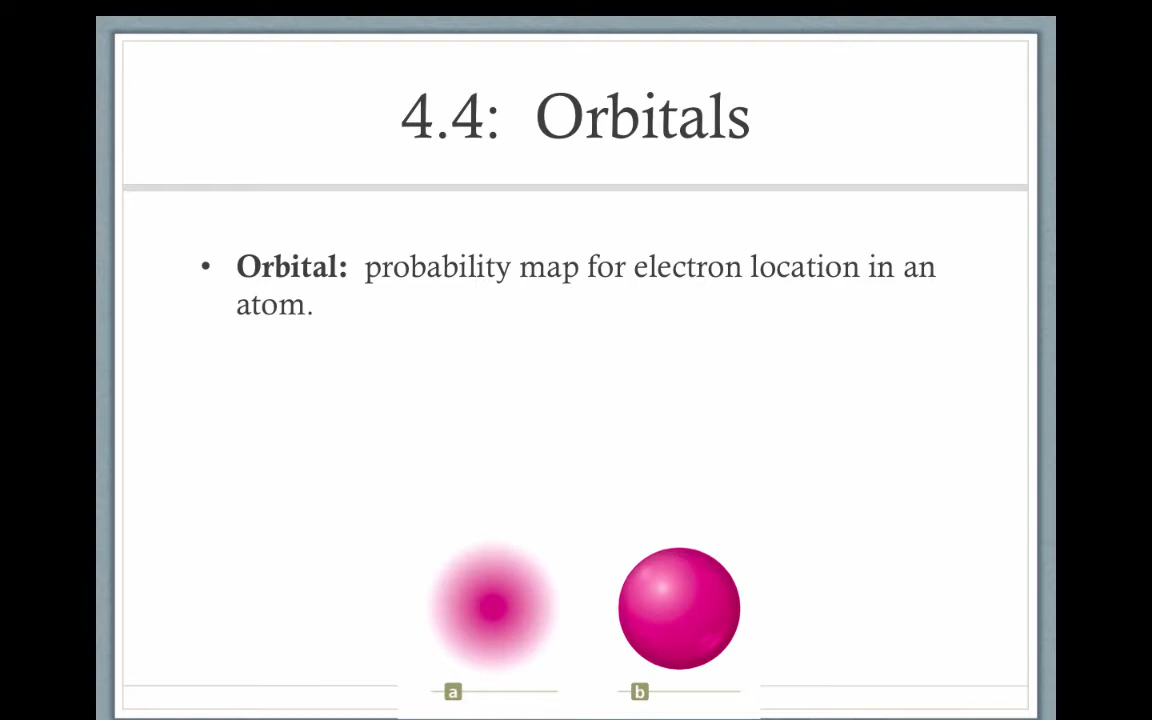 4.4: Orbitals
• Orbital: probability map for electron location in an
atom.
a b